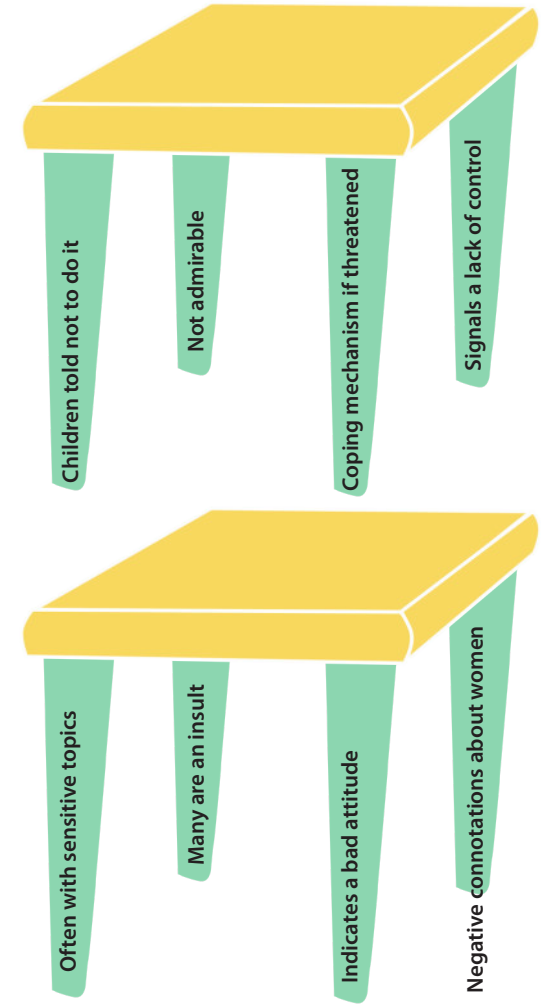 Children told not to do it
Not admirable
Coping mechanism if threatened
Signals a lack of control
Often with sensitive topics
Many are an insult
Indicates a bad attitude
Negative connotations about women